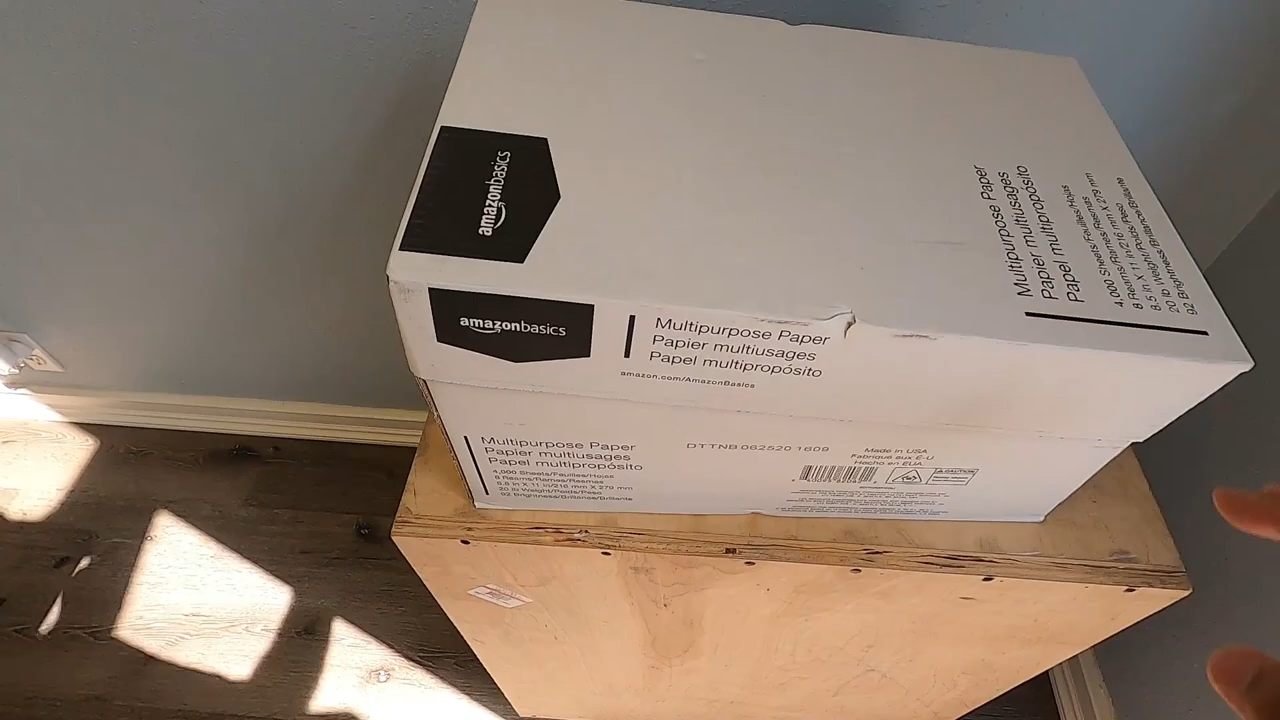 amazonbasics
Multipurpose Paper
Papier multiusages
Papel multipropósito
4,000 Sheets/Feuilles/Hojas
8 Reams/Rames/Resmas
8.5 in X 11 in/216 mm X 279 mm
20 lb Weight/Poids/Peso
92 Brightness/Brillance/Brillante
amazonbasics
Multipurpose Paper
Papier multiusages
Papel multipropósito
amazon.com/AmazonBasics
Multipurpose Paper
Papier multiusages
Papel multipropósito
4,000 Sheets/Feuilles/Hojas
8 Reams/Rames/Resmas
8.5 in X 11 in/216 mm X 279 mm
20 lb Weight/Poids/Peso
92 Brightness/Brillance/Brillante
DTTNB 062520 1609
Made in USA
Fabriqué aux É-U
Hecho en EUA.
CAUTION